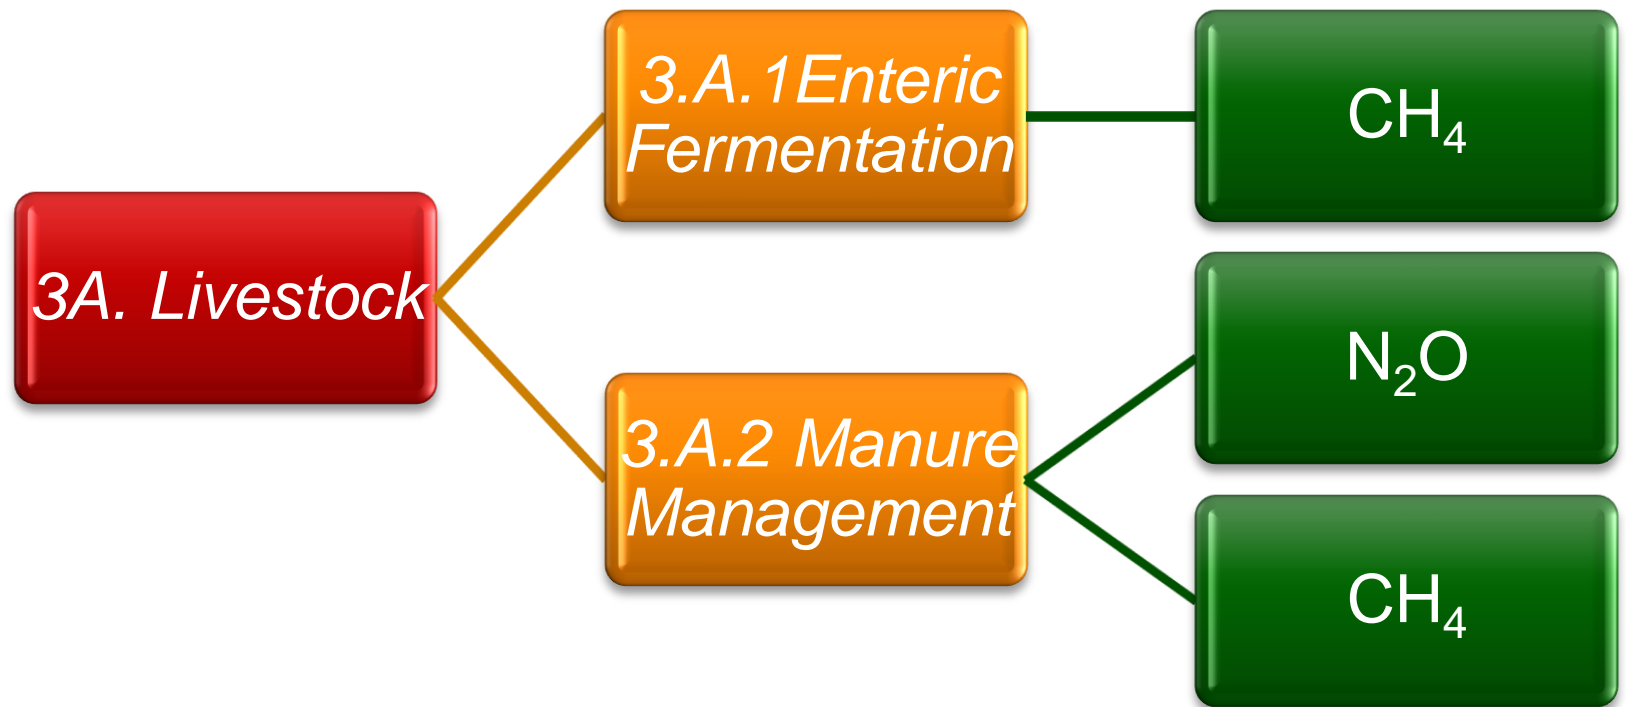 3A. Livestock
3.A.1Enteric
Fermentation
CH₄
3.A.2 Manure
Management
N₂O
CH₄